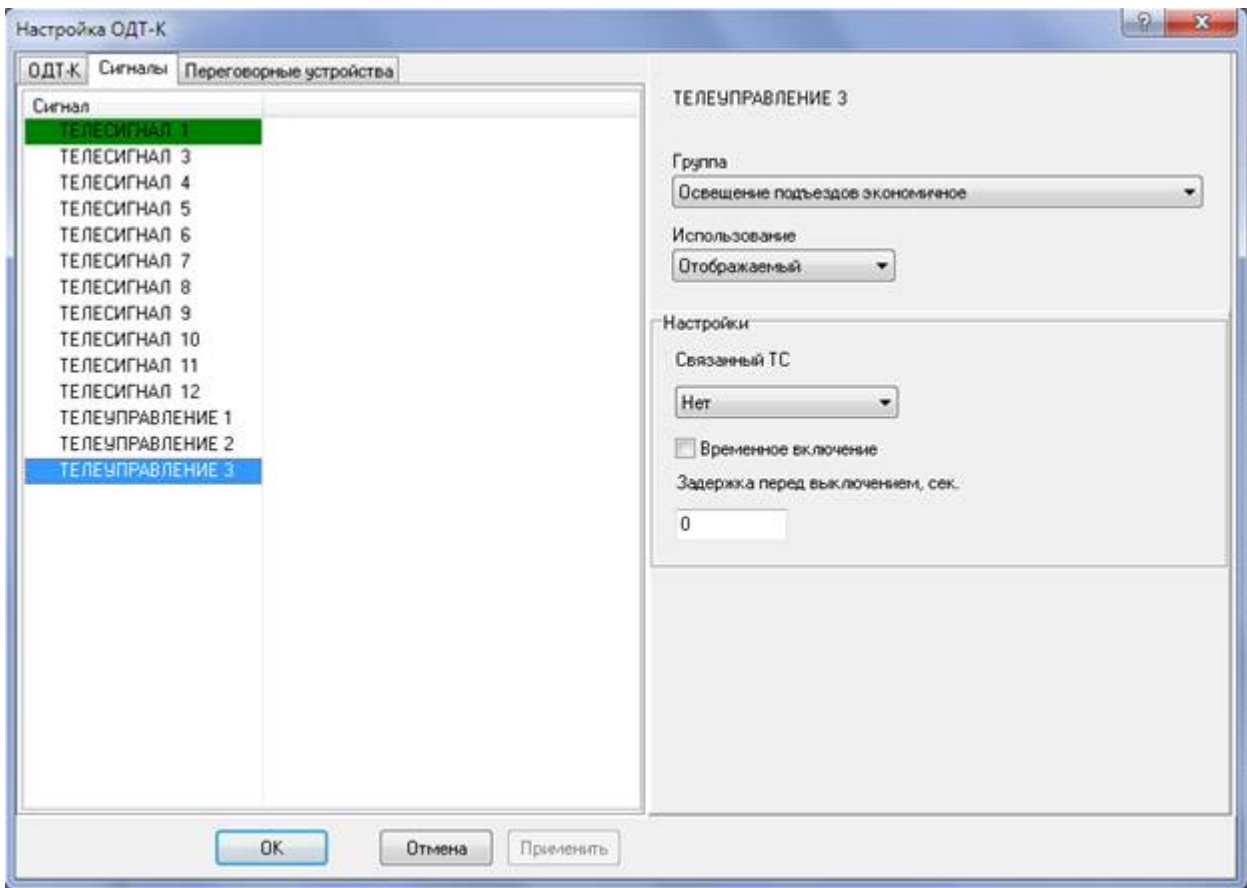 Настройка ОДТ-К
ОДТ-К Сигналы Переговорные устройства
Сигнал
ТЕЛЕСИГНАЛ 1
ТЕЛЕСИГНАЛ 3
ТЕЛЕСИГНАЛ 4
ТЕЛЕСИГНАЛ 5
ТЕЛЕСИГНАЛ 6
ТЕЛЕСИГНАЛ 7
ТЕЛЕСИГНАЛ 8
ТЕЛЕСИГНАЛ 9
ТЕЛЕСИГНАЛ 10
ТЕЛЕСИГНАЛ 11
ТЕЛЕСИГНАЛ 12
ТЕЛЕУПРАВЛЕНИЕ 1
ТЕЛЕУПРАВЛЕНИЕ 2
ТЕЛЕУПРАВЛЕНИЕ 3
ТЕЛЕУПРАВЛЕНИЕ 3
Группа
Освещение подъездов экономичное
Использование
Отображаемый
Настройки
Связанный ТС
Нет
Временное включение
Задержка перед выключением, сек.
0
OK Отмена Применить